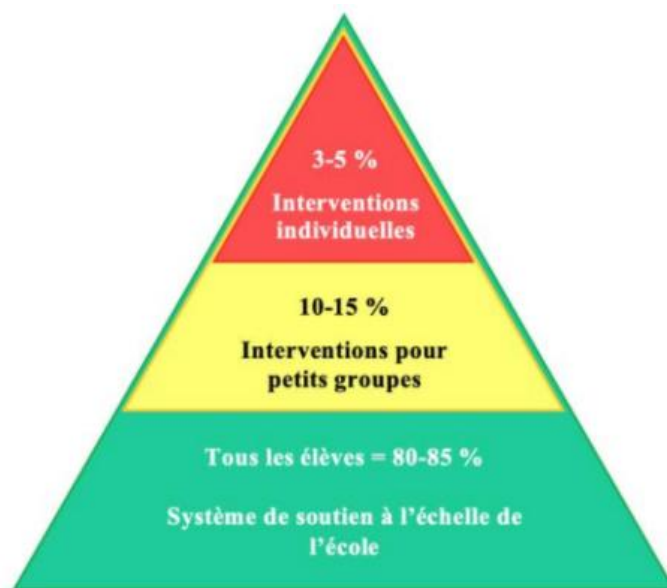 3-5 %
Interventions
individuelles
10-15 %
Interventions pour
petits groupes
Tous les élèves = 80-85 %
Système de soutien à l’échelle de
l’école